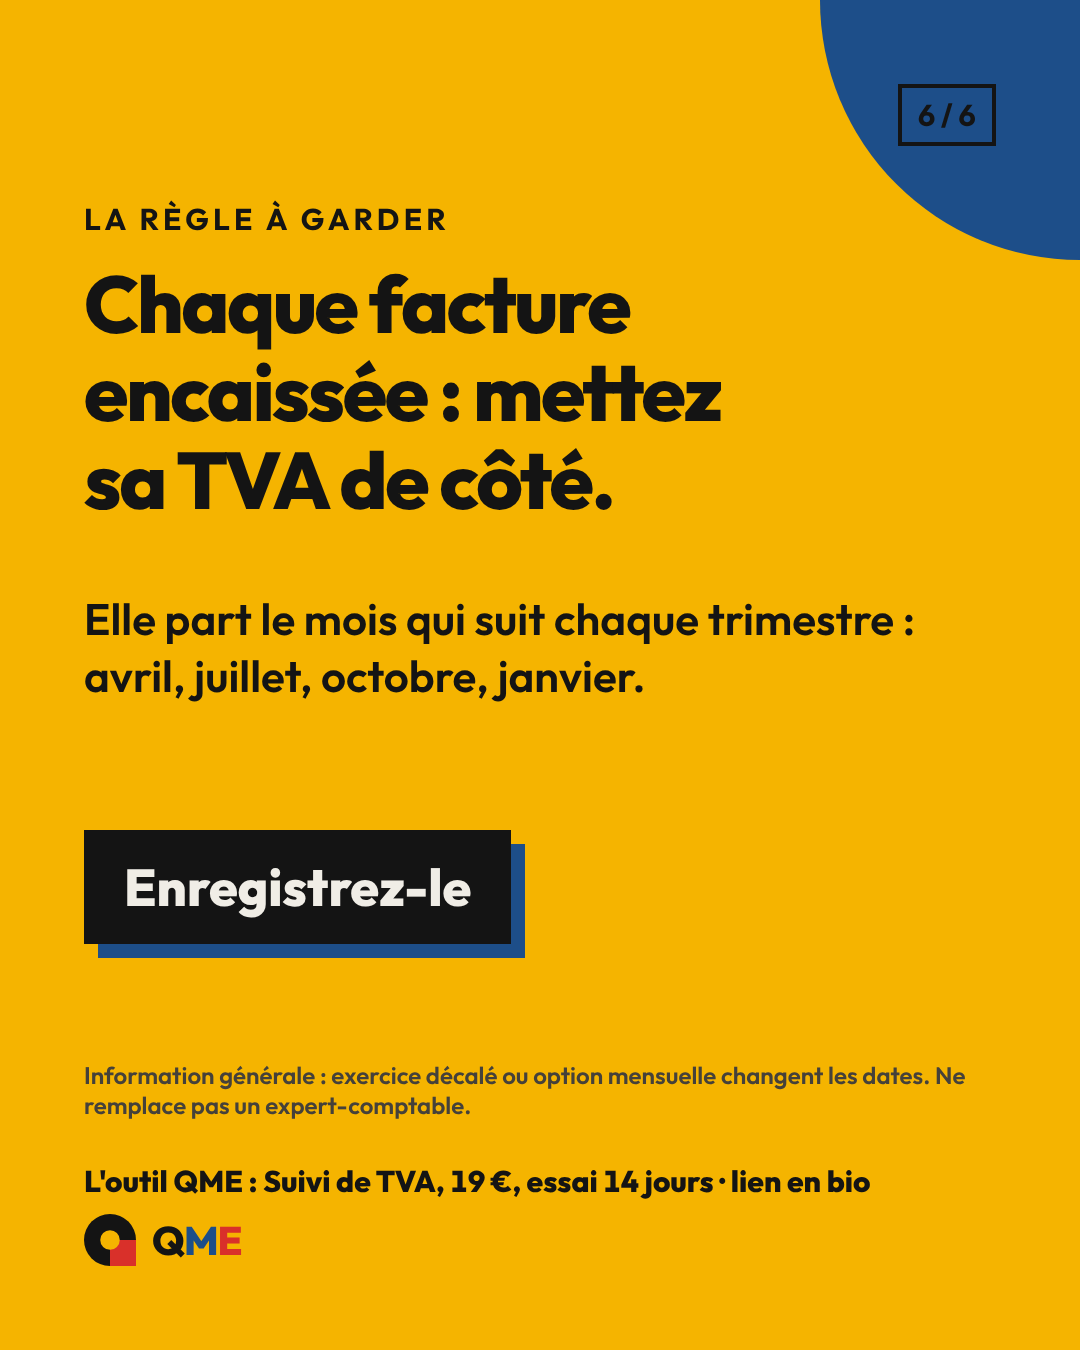 6/6
LA RÈGLE À GARDER
Chaque facture
encaissée : mettez
sa TVA de côté.
Elle part le mois qui suit chaque trimestre :
avril, juillet, octobre, janvier.
Enregistrez-le
Information générale : exercice décalé ou option mensuelle changent les dates. Ne
remplace pas un expert-comptable.
L'outil QME : Suivi de TVA, 19 €, essai 14 jours · lien en bio
QME